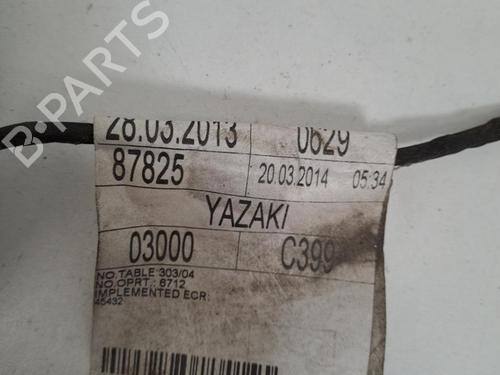 B-PARTS
28.03.2013 0629
87825 20.03.2014 05:34
YAZAKI
03000 C399
NO.TABLE:303/04
NO.OPRT.: 6712
IMPLEMENTED ECR:
45432